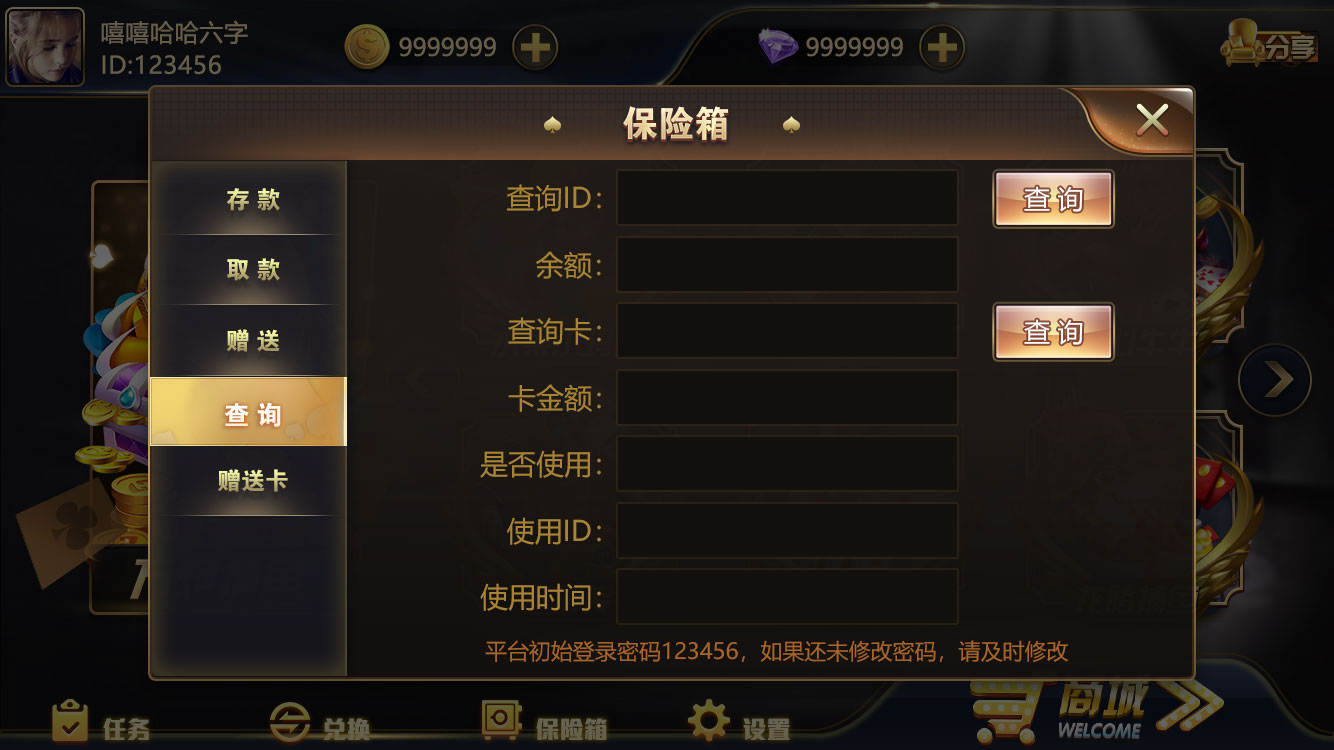 嘻嘻哈哈六字
ID:123456
9999999
9999999
分享
保险箱
存款
取款
赠送
查询
赠送卡
查询ID：
查询
余额：
查询卡：
查询
卡金额：
是否使用：
使用ID：
使用时间：
平台初始登录密码123456，如果还未修改密码，请及时修改
任务
兑换
保险箱
设置
商城
WELCOME